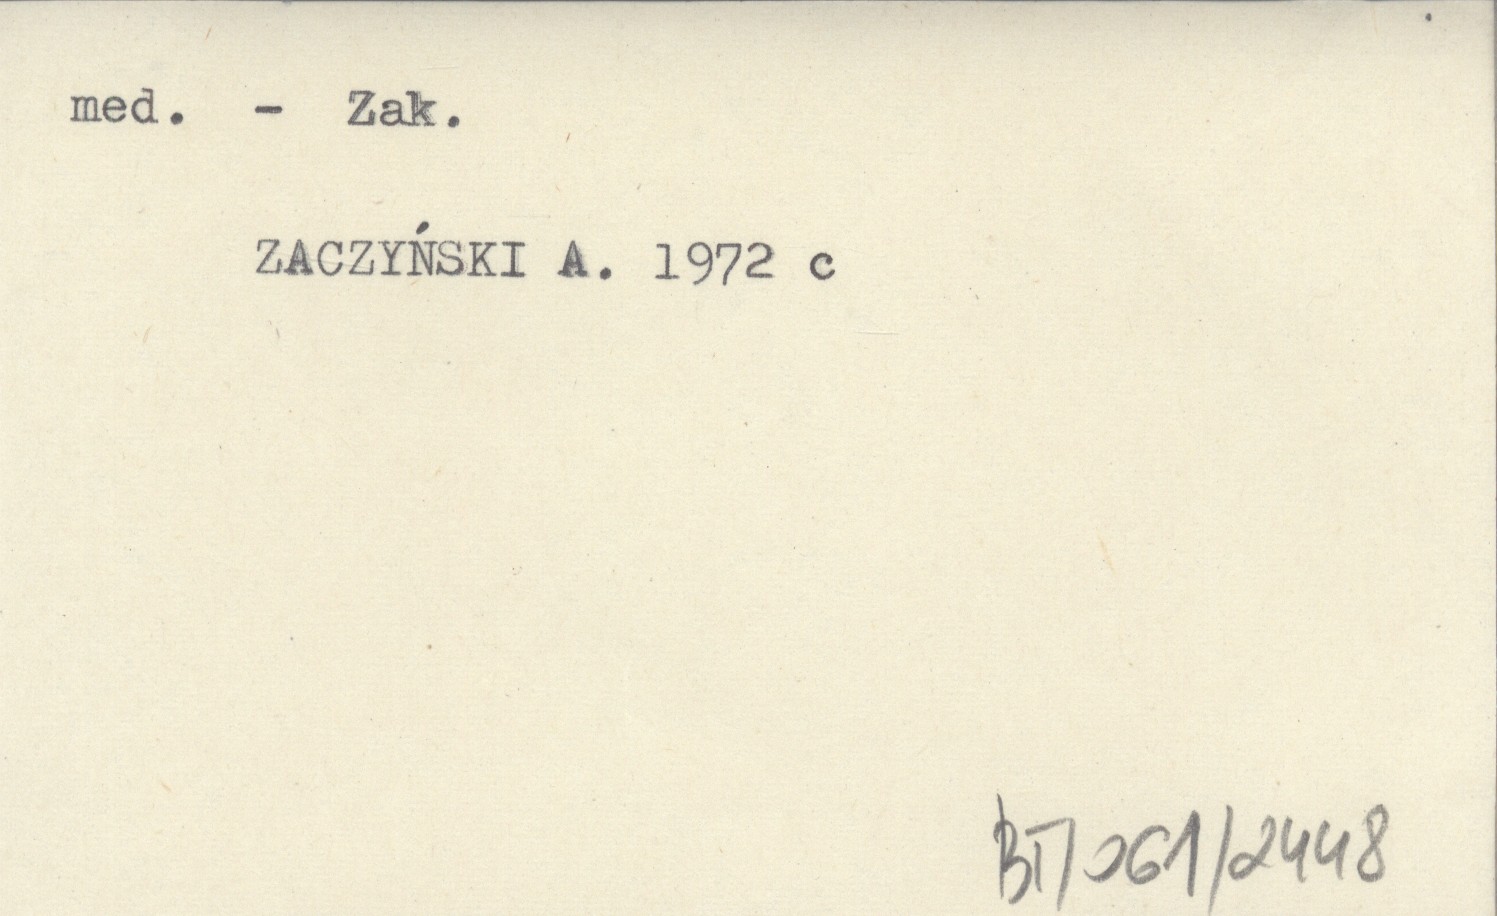 med. - Zak.
ZACZYŃSKI A. 1972 c
BT/061/2448